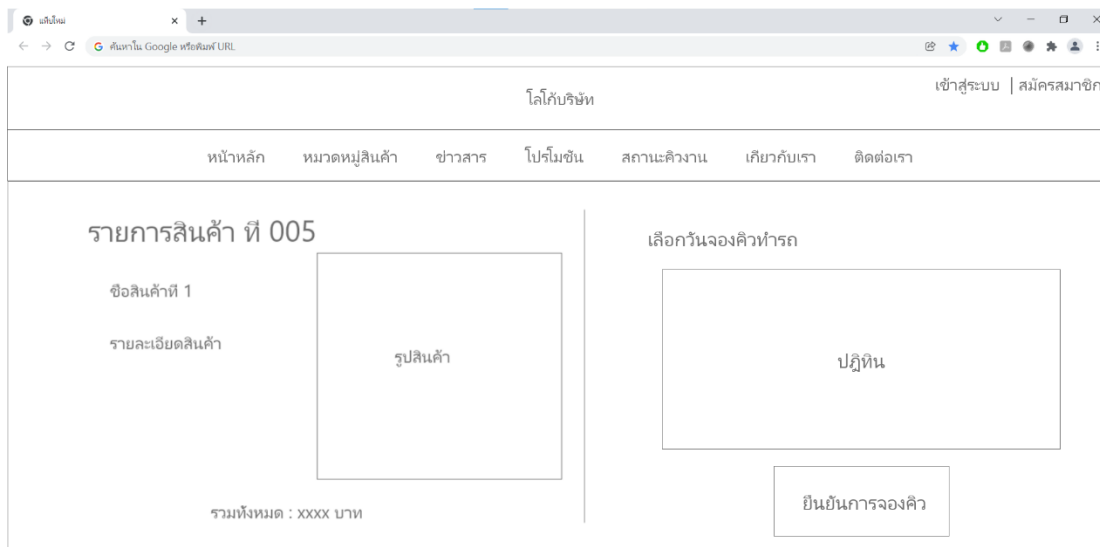 แท็บใหม่
ค้นหาใน Google หรือพิมพ์ URL
เข้าสู่ระบบ | สมัครสมาชิก
โลโก้บริษัท
หน้าหลัก หมวดหมู่สินค้า ข่าวสาร โปรโมชัน สถานะคิวงาน เกี่ยวกับเรา ติดต่อเรา
รายการสินค้า ที่ 005
ชื่อสินค้าที่ 1
รายละเอียดสินค้า
รูปสินค้า
รวมทั้งหมด : xxxx บาท
เลือกวันจองคิวทำรถ
ปฎิทิน
ยืนยันการจองคิว